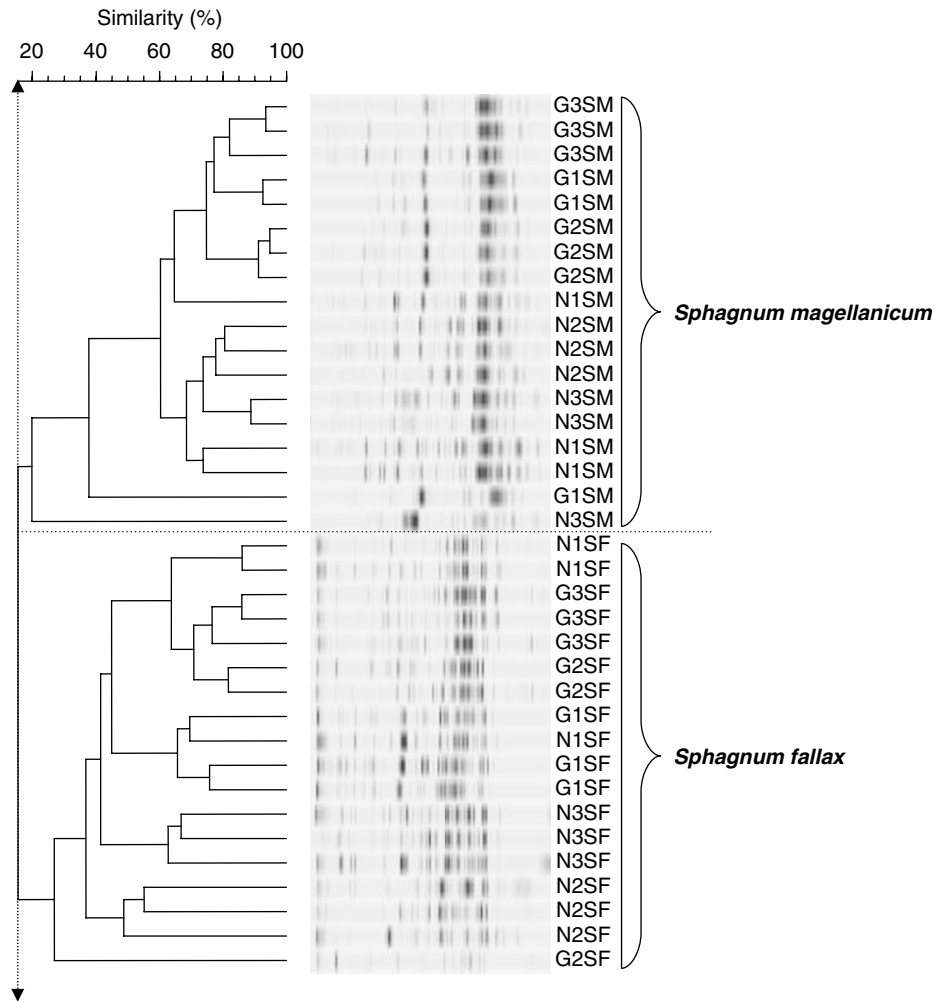 Similarity (%)
20 40 60 80 100
G3SM
G3SM
G3SM
G1SM
G1SM
G2SM
G2SM
G2SM
N1SM
Sphagnum magellanicum
N2SM
N2SM
N2SM
N3SM
N3SM
N1SM
N1SM
G1SM
N3SM
N1SF
N1SF
G3SF
G3SF
G3SF
G2SF
G2SF
G1SF
N1SF
Sphagnum fallax
G1SF
G1SF
N3SF
N3SF
N3SF
N2SF
N2SF
N2SF
G2SF